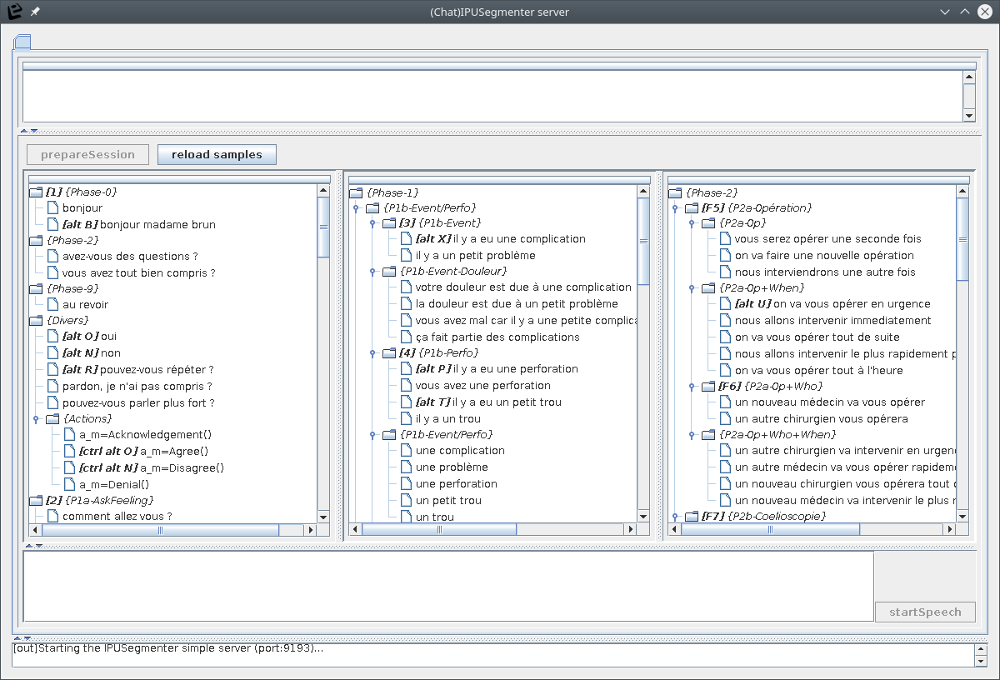 (Chat)IPUSegmenter server
prepareSession
reload samples
[1] {Phase-0}
bonjour
[alt B] bonjour madame brun
{Phase-2}
avez-vous des questions ?
vous avez tout bien compris ?
{Phase-9}
au revoir
{Divers}
[alt O] oui
[alt N] non
[alt R] pouvez-vous répéter ?
pardon, je n'ai pas compris ?
pouvez-vous parler plus fort ?
{Actions}
a_m=Acknowledgement()
[ctrl alt O] a_m=Agree()
[ctrl alt N] a_m=Disagree()
a_m=Denial()
[2] {P1a-AskFeeling}
comment allez vous ?
{Phase-1}
{P1b-Event/Perfo}
[3] {P1b-Event}
[alt X] il y a eu une complication
il y a un petit problème
{P1b-Event-Douleur}
votre douleur est due à une complication
la douleur est due à un petit problème
vous avez mal car il y a une petite complic
ça fait partie des complications
[4] {P1b-Perfo}
[alt P] il y a eu une perforation
vous avez une perforation
[alt T] il y a eu un petit trou
il y a un trou
{P1b-Event/Perfo}
une complication
une problème
une perforation
un petit trou
un trou
{Phase-2}
[F5] {P2a-Opération}
{P2a-Op}
vous serez opérer une seconde fois
on va faire une nouvelle opération
nous interviendrons une autre fois
{P2a-Op+When}
[alt U] on va vous opérer en urgence
nous allons intervenir immediatement
on va vous opérer tout de suite
nous allons intervenir le plus rapidement p
on va vous opérer tout à l'heure
[F6] {P2a-Op+Who}
un nouveau médecin va vous opérer
un autre chirurgien vous opérera
{P2a-Op+Who+When}
un autre chirurgien va intervenir en urgen
un autre médecin va vous opérer rapidem
un nouveau chirurgien vous opérera tout
un nouveau médecin va intervenir le plus
[F7] {P2b-Coelioscopie}
startSpeech
[out]Starting the IPUSegmenter simple server (port:9193)...